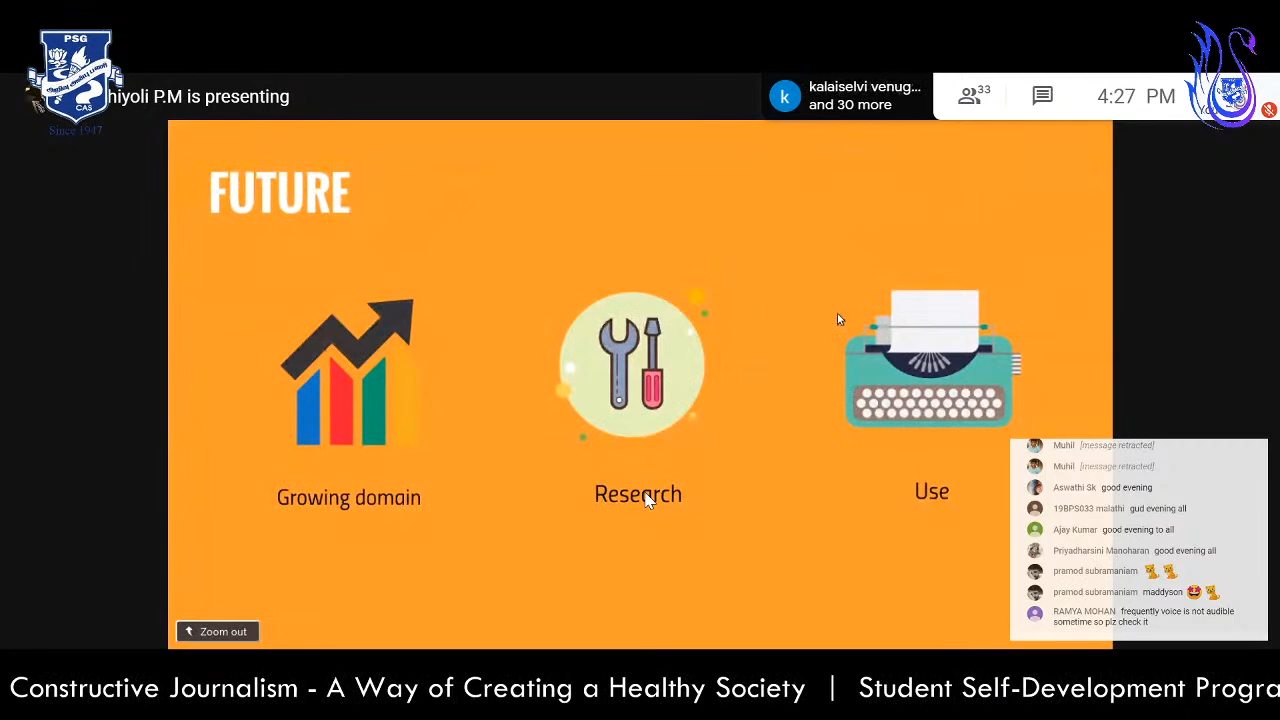 PSG
CAS
Since 1947
hiyoli P.M is presenting
k
kalaiselvi venug...
and 30 more
33
4:27 PM
FUTURE
Growing domain
Research
Use
Zoom out
Muhil [message retracted]
Muhil [message retracted]
Aswathi Sk good evening
19BPS033 malathi gud evening all
Ajay Kumar good evening to all
Priyadharsini Manoharan good evening all
pramod subramaniam 🐆 🐆
pramod subramaniam maddyson 🤩 🐆
RAMYA MOHAN frequently voice is not audible
sometime so plz check it
Constructive Journalism - A Way of Creating a Healthy Society | Student Self-Development Progra